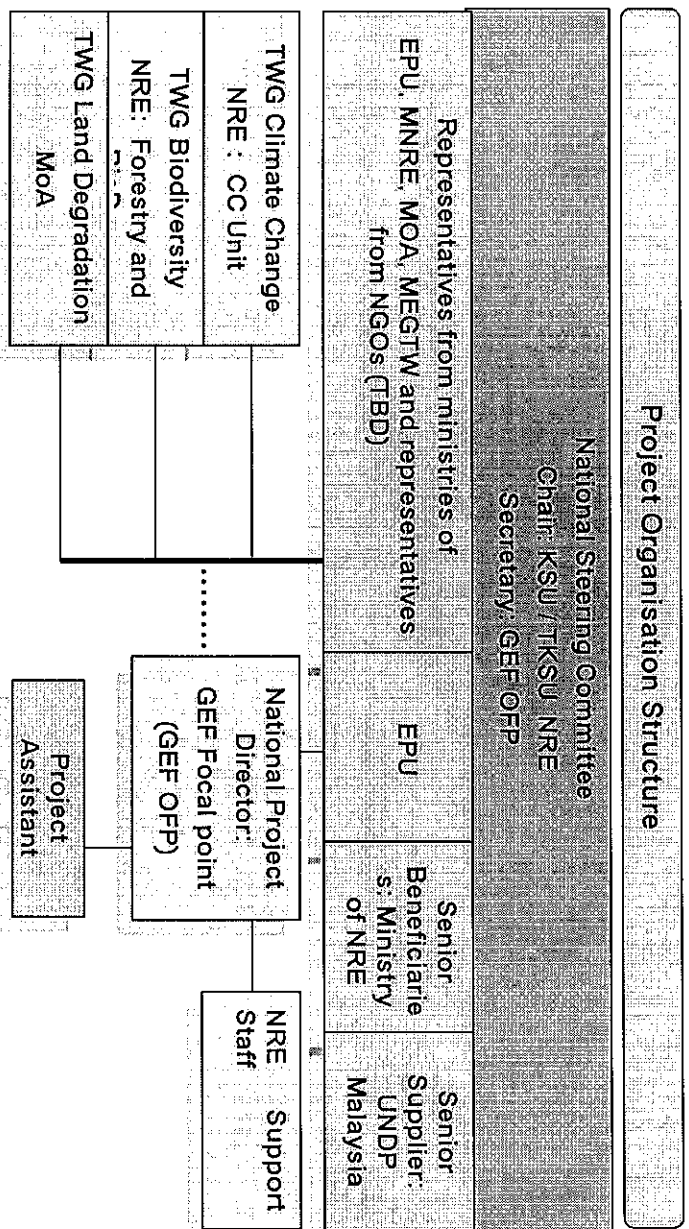 Project Organisation Structure
National Steering Committee
Chair: KSU / TKSU NRE
Secretary: GEF OFP
Representatives from ministries of
EPU, MNRE, MOA, MEGTW and representatives
from NGOs (TBD)
EPU
Senior
Beneficiarie
s: Ministry
of NRE
Senior
Supplier:
UNDP
Malaysia
TWG Climate Change
NRE : CC Unit
TWG Biodiversity
NRE: Forestry and
TWG Land Degradation
MoA
National Project
Director:
GEF Focal point
(GEF OFP)
NRE Support
Staff
Project
Assistant